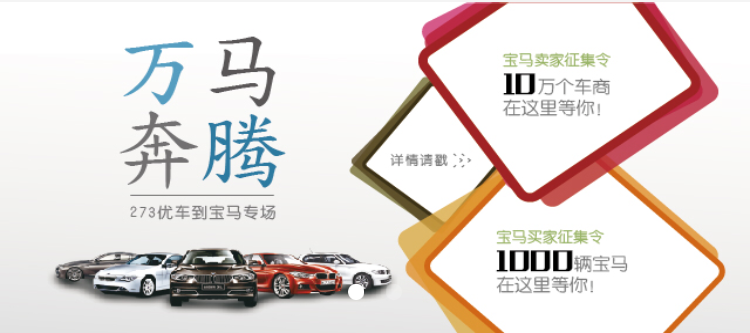 万马
奔腾
273优车到宝马专场
宝马卖家征集令
10万个车商
在这里等你!
详情请戳
宝马买家征集令
1000辆宝马
在这里等你!